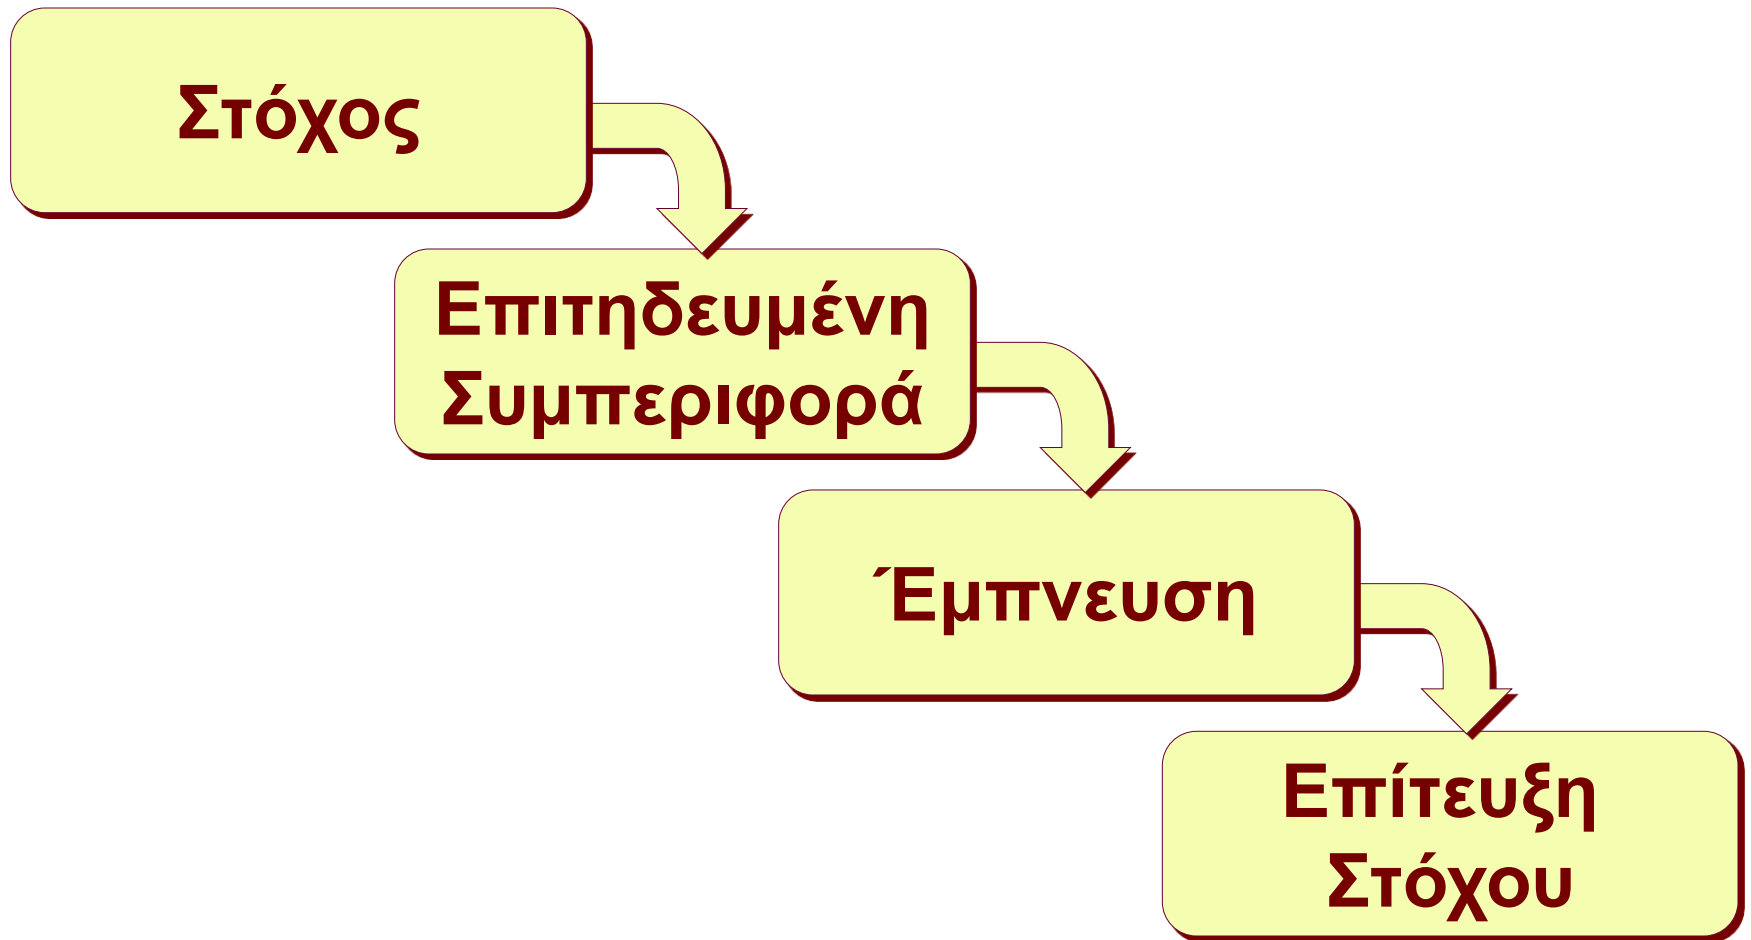 Στόχος
Επιτηδευμένη
Συμπεριφορά
Έμπνευση
Επίτευξη
Στόχου